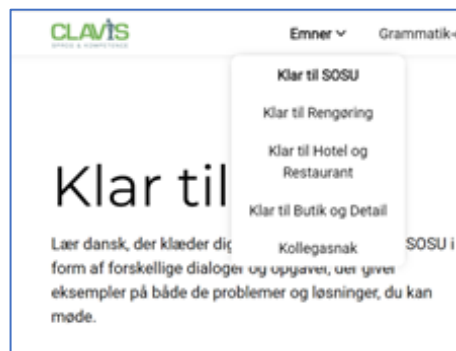 CLAVIS
SPROG & KOMPETENCE
Emner
Grammatik-
Klar til SOSU
Klar til Rengøring
Klar til Hotel og
Restaurant
Klar til Butik og Detail
Kollegasnak
Klar til
Lær dansk, der klæder dig
SOSU i
form af forskellige dialoger og opgaver, der giver
eksempler på både de problemer og løsninger, du kan
møde.